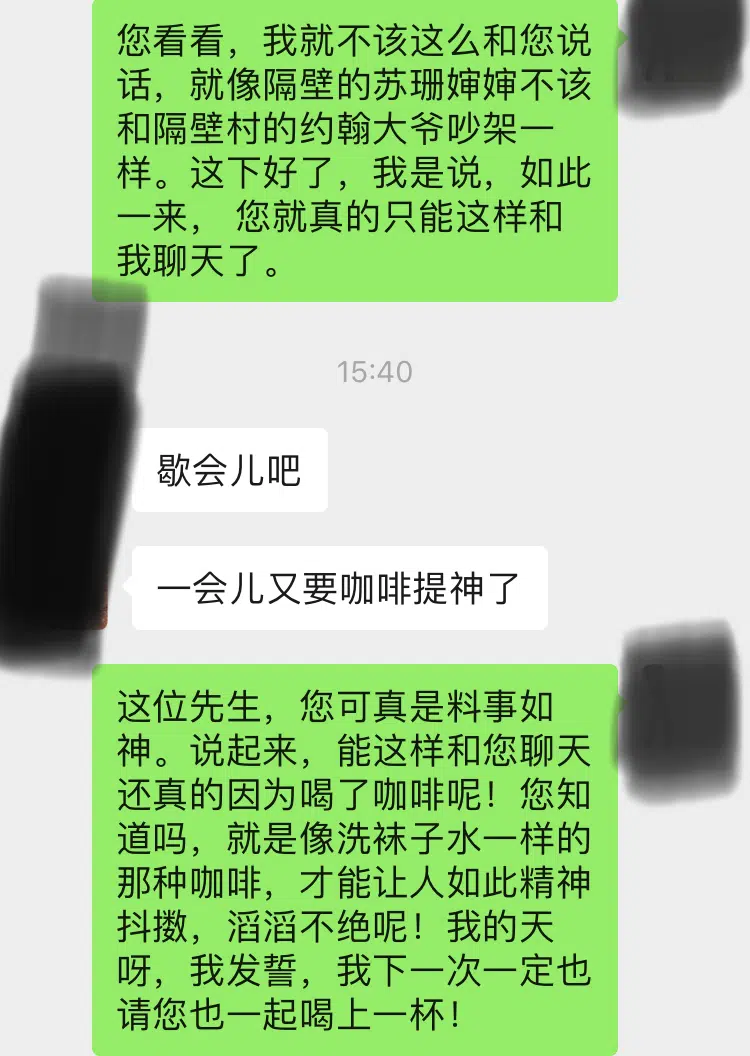 您看看，我就不该这么和您说
话，就像隔壁的苏珊婶婶不该
和隔壁村的约翰大爷吵架一
样。这下好了，我是说，如此
一来， 您就真的只能这样和
我聊天了。
15:40
歇会儿吧
一会儿又要咖啡提神了
这位先生，您可真是料事如
神。说起来，能这样和您聊天
还真的因为喝了咖啡呢！您知
道吗，就是像洗袜子水一样的
那种咖啡，才能让人如此精神
抖擞，滔滔不绝呢！我的天
呀，我发誓，我下一次一定也
请您也一起喝上一杯！